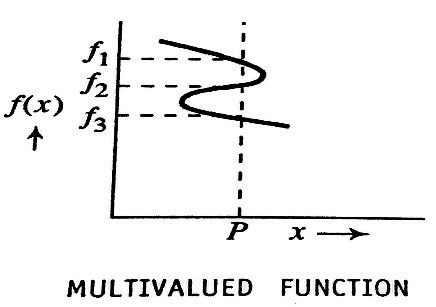 f₁
f₂
f(x)
f₃
P x
MULTIVALUED FUNCTION